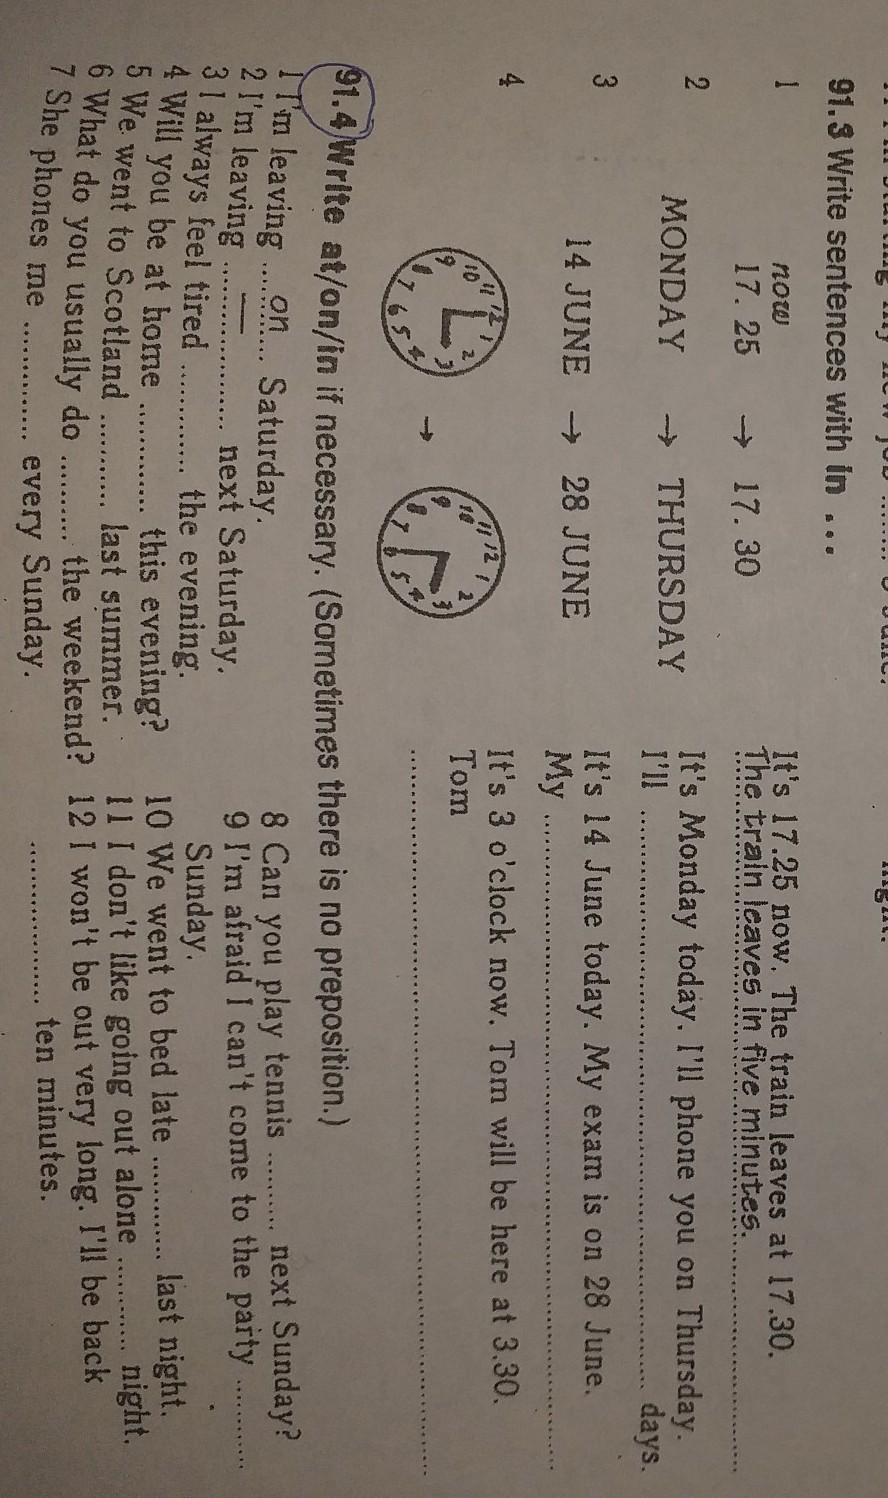 91.3 Write sentences with in ...
now
1 17. 25 → 17. 30
It's 17.25 now. The train leaves at 17.30.
The train leaves in five minutes.
2 MONDAY → THURSDAY
It's Monday today. I'll phone you on Thursday.
I'll .............................. days.
3 14 JUNE → 28 JUNE
It's 14 June today. My exam is on 28 June.
My ..............................
4 →
It's 3 o'clock now. Tom will be here at 3.30.
Tom
..............................
91.4 Write at/on/in if necessary. (Sometimes there is no preposition.)
1 I'm leaving ....on.... Saturday.
2 I'm leaving ....—.... next Saturday.
3 I always feel tired ............ the evening.
4 Will you be at home ............ this evening?
5 We went to Scotland .......... last summer.
6 What do you usually do ......... the weekend?
7 She phones me ............. every Sunday.
8 Can you play tennis .......... next Sunday?
9 I'm afraid I can't come to the party ...........
Sunday.
10 We went to bed late ............ last night.
11 I don't like going out alone ........... night.
12 I won't be out very long. I'll be back
.................. ten minutes.